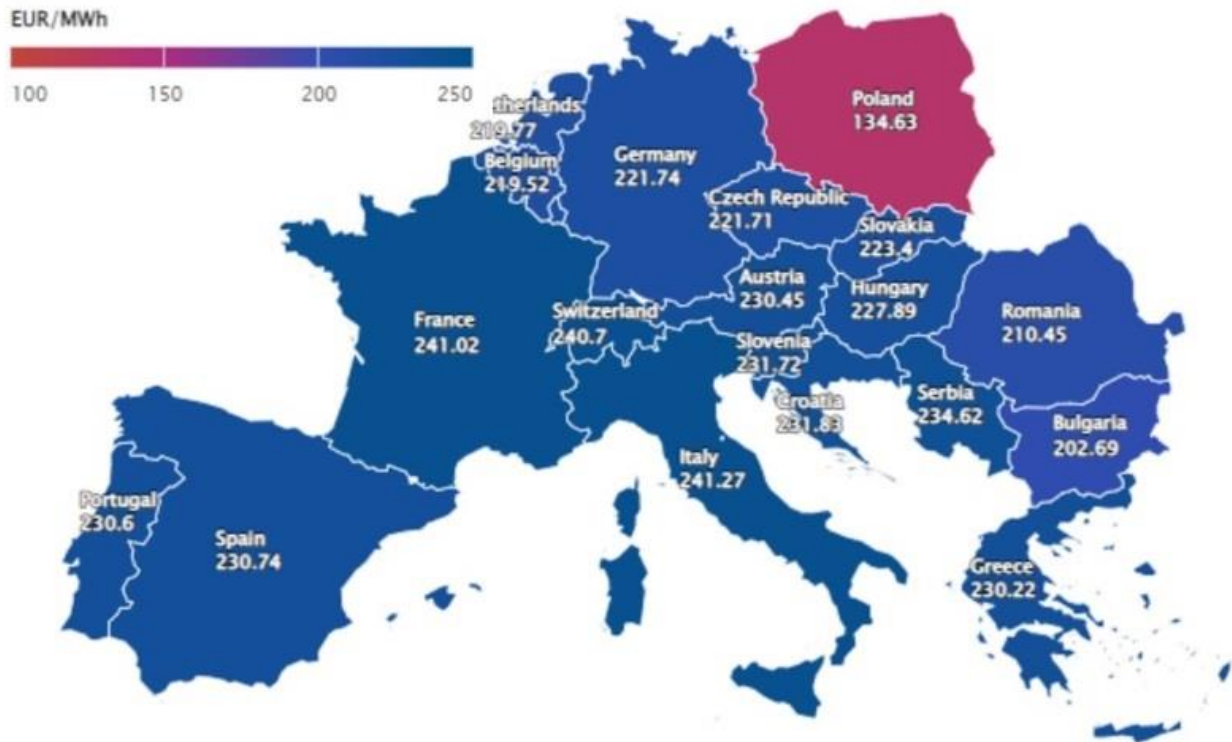 EUR/MWh
100 150 200 250
Poland
134.63
therlands
219.77
Belgium
219.52
Germany
221.74
Czech Republic
221.71
Slovakia
223.4
Austria
230.45
Hungary
227.89
Romania
210.45
France
241.02
Switzerland
240.7
Slovenia
231.72
Croatia
231.83
Serbia
234.62
Bulgaria
202.69
Italy
241.27
Portugal
230.6
Spain
230.74
Greece
230.22